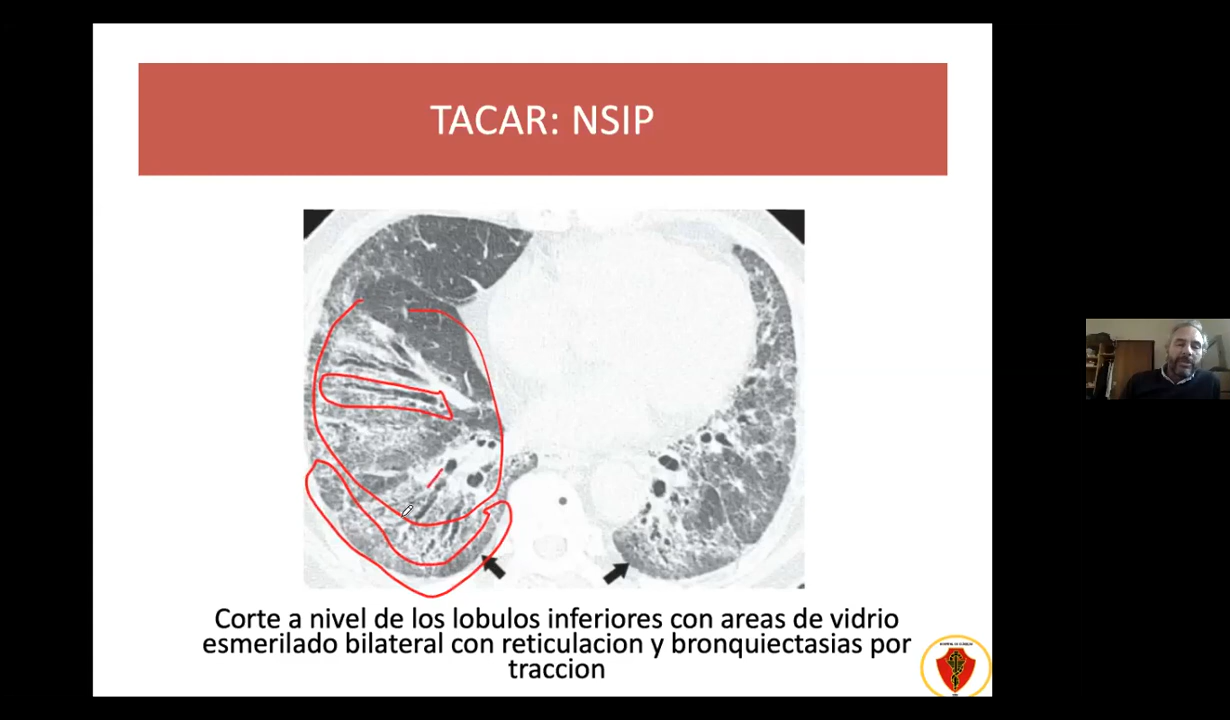 TACAR: NSIP
Corte a nivel de los lobulos inferiores con areas de vidrio
esmerilado bilateral con reticulacion y bronquiectasias por
traccion